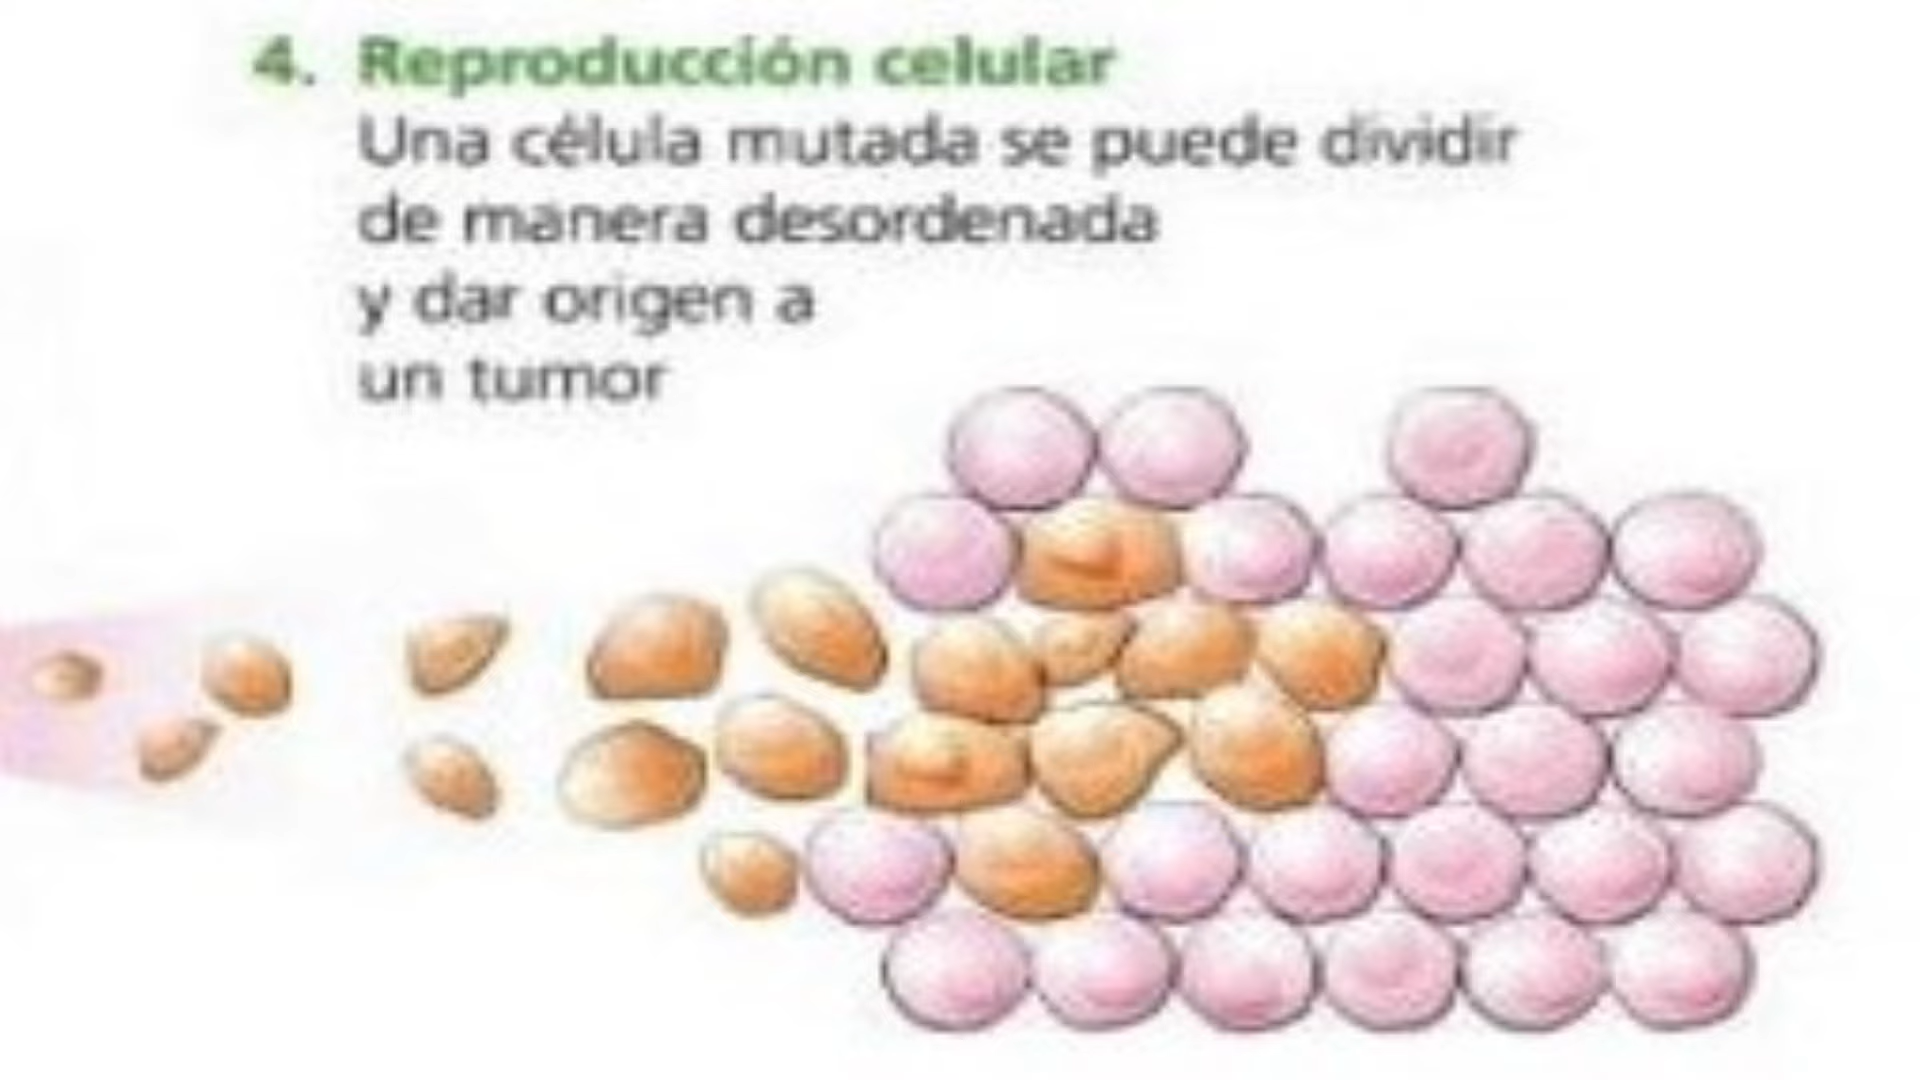 4. Reproducción celular
Una célula mutada se puede dividir
de manera desordenada
y dar origen a
un tumor